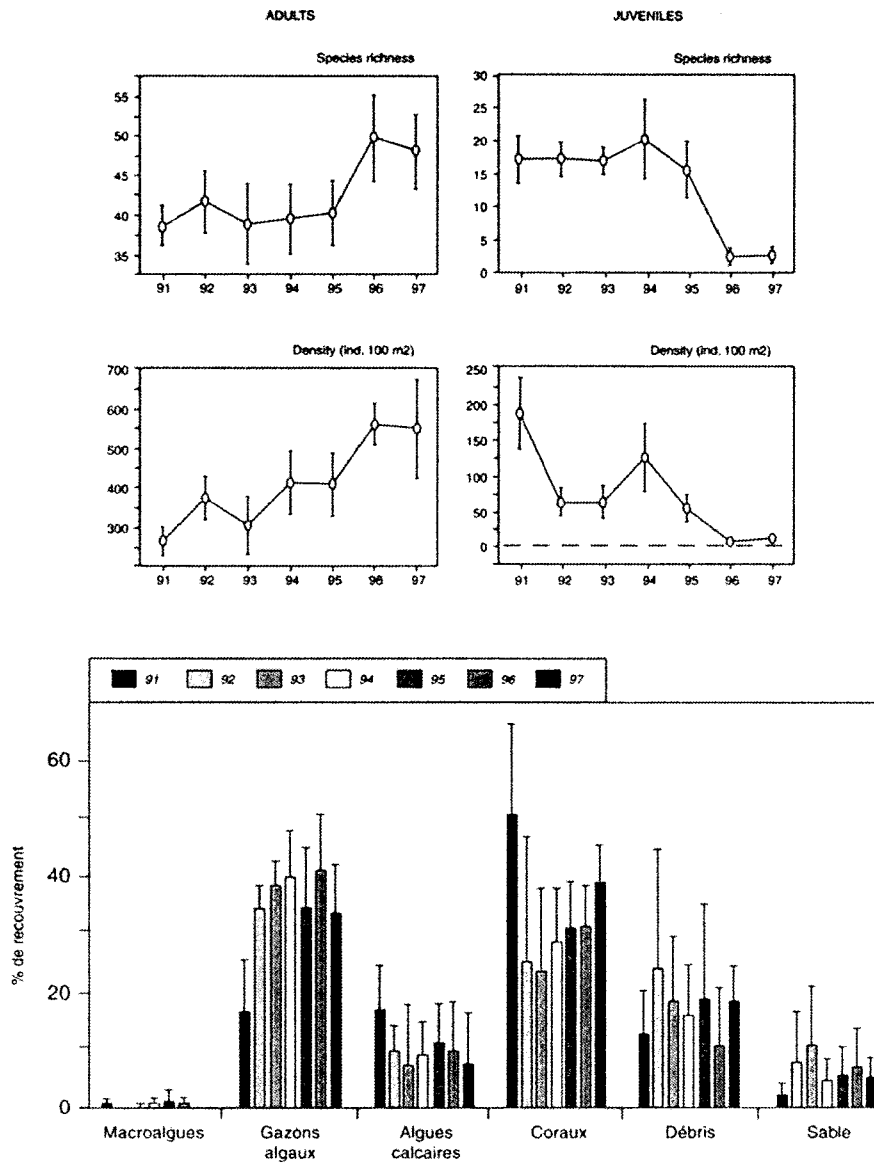 ADULTS JUVENILES
Species richness Species richness
55
50
45
40
35
91 92 93 94 95 96 97
30
25
20
15
10
5
0
91 92 93 94 95 96 97
Density (ind. 100 m2) Density (ind. 100 m2)
700
600
500
400
300
91 92 93 94 95 96 97
250
200
150
100
50
0
91 92 93 94 95 96 97
91 92 93 94 95 96 97
% de recouvrement
60
40
20
0
Macroalgues Gazons Algues Coraux Débris Sable
algaux calcaires